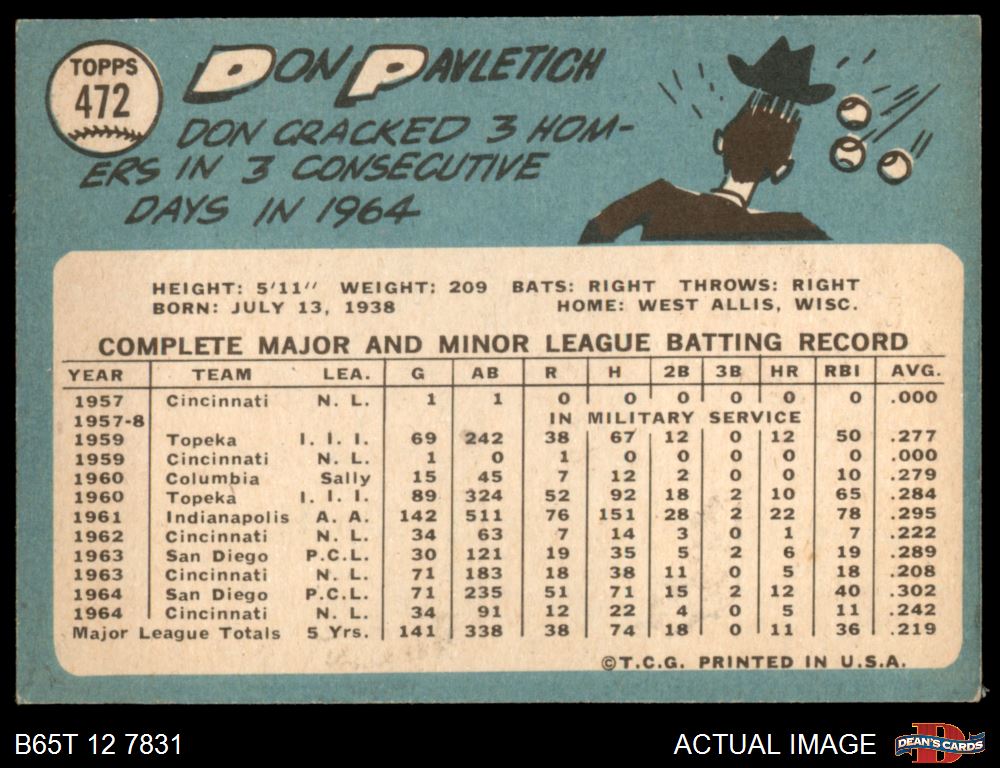 TOPPS
472
DON PAVLETICH
DON CRACKED 3 HOM-
ERS IN 3 CONSECUTIVE
DAYS IN 1964
HEIGHT: 5'11" WEIGHT: 209 BATS: RIGHT THROWS: RIGHT
BORN: JULY 13, 1938 HOME: WEST ALLIS, WISC.
COMPLETE MAJOR AND MINOR LEAGUE BATTING RECORD
YEAR TEAM LEA. G AB R H 2B 3B HR RBI AVG.
1957 Cincinnati N. L. 1 1 0 0 0 0 0 0 .000
1957-8 IN MILITARY SERVICE
1959 Topeka I. I. I. 69 242 38 67 12 0 12 50 .277
1959 Cincinnati N. L. 1 0 1 0 0 0 0 0 .000
1960 Columbia Sally 15 45 7 12 2 0 0 10 .279
1960 Topeka I. I. I. 89 324 52 92 18 2 10 65 .284
1961 Indianapolis A. A. 142 511 76 151 28 2 22 78 .295
1962 Cincinnati N. L. 34 63 7 14 3 0 1 7 .222
1963 San Diego P.C.L. 30 121 19 35 5 2 6 19 .289
1963 Cincinnati N. L. 71 183 18 38 11 0 5 18 .208
1964 San Diego P.C.L. 71 235 51 71 15 2 12 40 .302
1964 Cincinnati N. L. 34 91 12 22 4 0 5 11 .242
Major League Totals 5 Yrs. 141 338 38 74 18 0 11 36 .219
©T.C.G. PRINTED IN U.S.A.
B65T 12 7831 ACTUAL IMAGE
D
DEAN'S CARDS